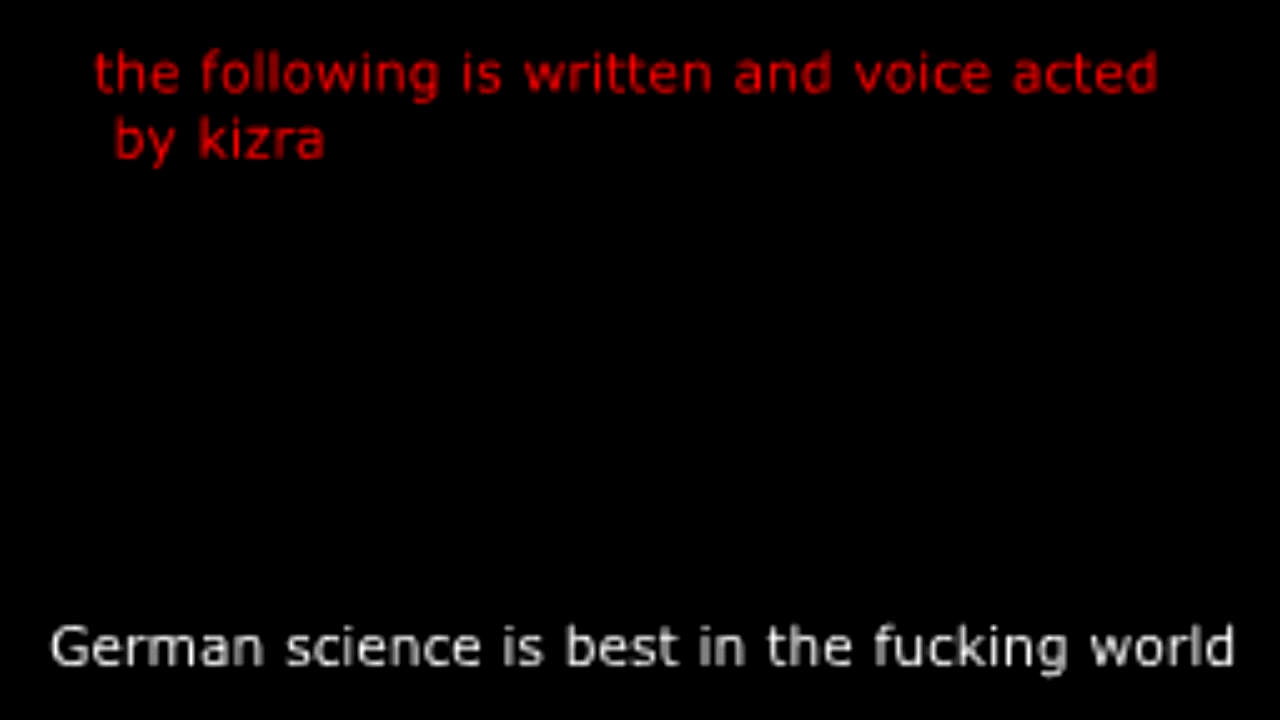 the following is written and voice acted
by kizra
German science is best in the fucking world